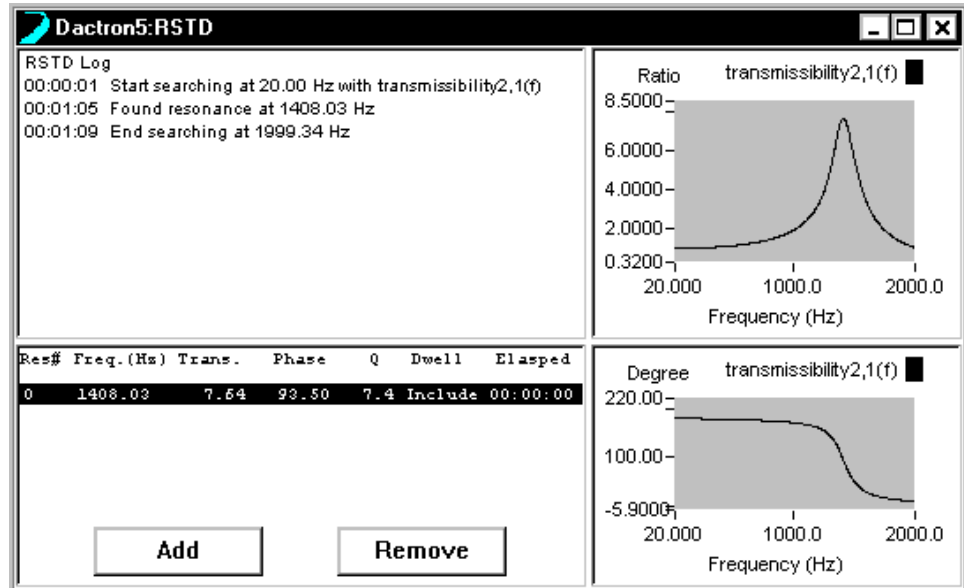 Dactron5:RSTD
RSTD Log
00:00:01 Start searching at 20.00 Hz with transmissibility2,1(f)
00:01:05 Found resonance at 1408.03 Hz
00:01:09 End searching at 1999.34 Hz
Ratio transmissibility2,1(f)
8.5000
6.0000
4.0000
2.0000
0.3200
20.000 1000.0 2000.0
Frequency (Hz)
Res# Freq.(Hz) Trans. Phase Q Dwell Elasped
0 1408.03 7.64 93.50 7.4 Include 00:00:00
Add Remove
Degree transmissibility2,1(f)
220.00
100.00
-5.9000
20.000 1000.0 2000.0
Frequency (Hz)